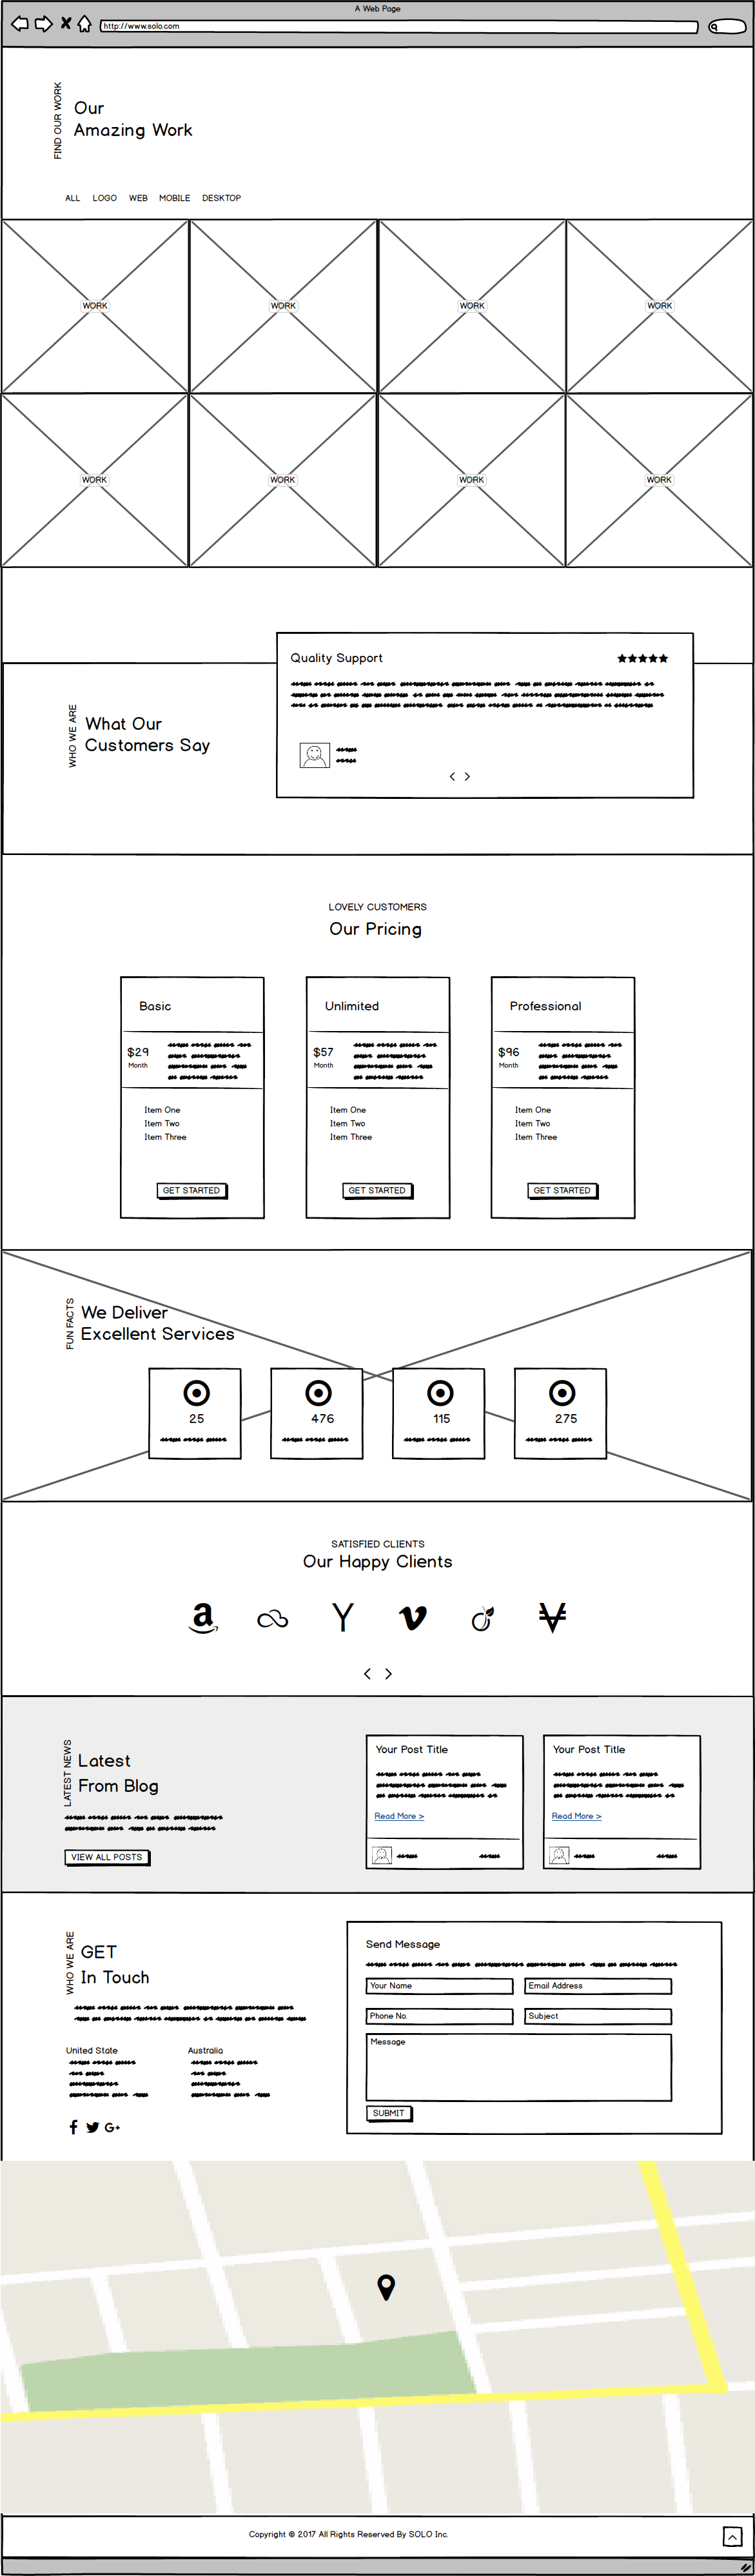 A Web Page
http://www.solo.com
FIND OUR WORK
Our
Amazing Work
ALL LOGO WEB MOBILE DESKTOP
WORK WORK WORK WORK
WORK WORK WORK WORK
Quality Support
WHO WE ARE
What Our
Customers Say
LOVELY CUSTOMERS
Our Pricing
Basic Unlimited Professional
$29 $57 $96
Month Month Month
Item One Item One Item One
Item Two Item Two Item Two
Item Three Item Three Item Three
GET STARTED GET STARTED GET STARTED
FUN FACTS
We Deliver
Excellent Services
25 476 115 275
SATISFIED CLIENTS
Our Happy Clients
LATEST NEWS
Latest
From Blog
VIEW ALL POSTS
Your Post Title Your Post Title
Read More > Read More >
WHO WE ARE
GET
In Touch
United State Australia
Send Message
Your Name Email Address
Phone No. Subject
Message
SUBMIT
Copyright © 2017 All Rights Reserved By SOLO Inc.